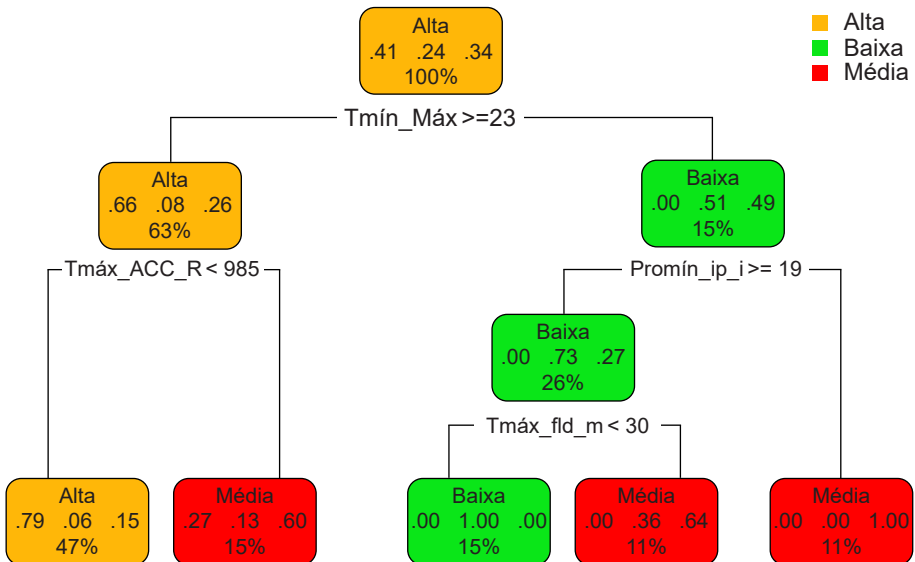 Alta
.41 .24 .34
100%
Alta
Baixa
Média
Tmín_Máx >=23
Alta
.66 .08 .26
63%
Baixa
.00 .51 .49
15%
Tmáx_ACC_R < 985
Promín_ip_i >= 19
Baixa
.00 .73 .27
26%
Tmáx_fld_m < 30
Alta
.79 .06 .15
47%
Média
.27 .13 .60
15%
Baixa
.00 1.00 .00
15%
Média
.00 .36 .64
11%
Média
.00 .00 1.00
11%